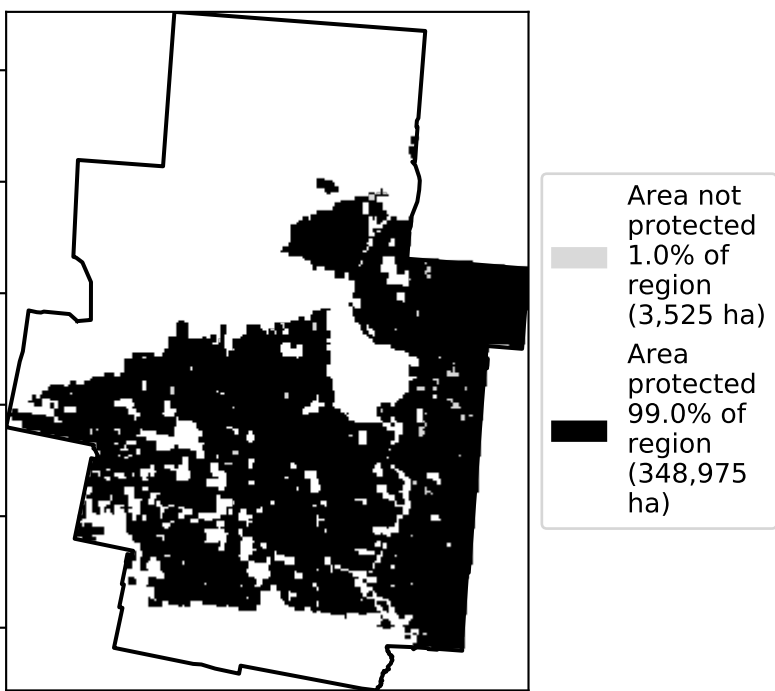 Area not
protected
1.0% of
region
(3,525 ha)
Area
protected
99.0% of
region
(348,975
ha)